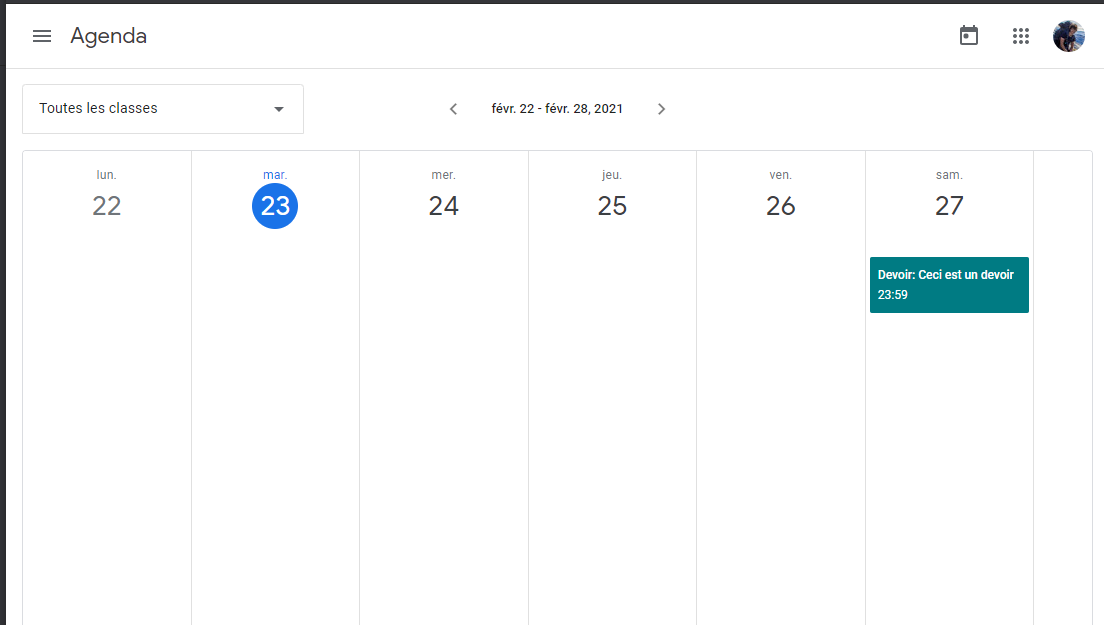 Agenda
Toutes les classes
févr. 22 - févr. 28, 2021
lun.
22
mar.
23
mer.
24
jeu.
25
ven.
26
sam.
27
Devoir: Ceci est un devoir
23:59